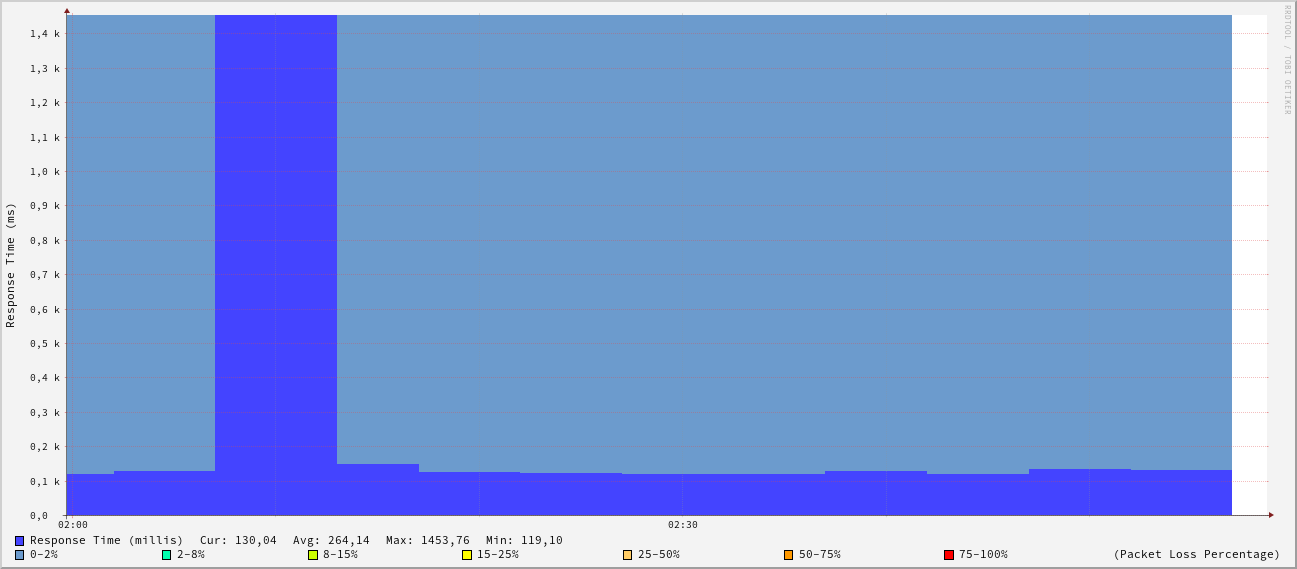 RRDTOOL / TOBI OETIKER
Response Time (ms)
1,4 k
1,3 k
1,2 k
1,1 k
1,0 k
0,9 k
0,8 k
0,7 k
0,6 k
0,5 k
0,4 k
0,3 k
0,2 k
0,1 k
0,0
02:00 02:30
Response Time (millis) Cur: 130,04 Avg: 264,14 Max: 1453,76 Min: 119,10
0-2% 2-8% 8-15% 15-25% 25-50% 50-75% 75-100% (Packet Loss Percentage)